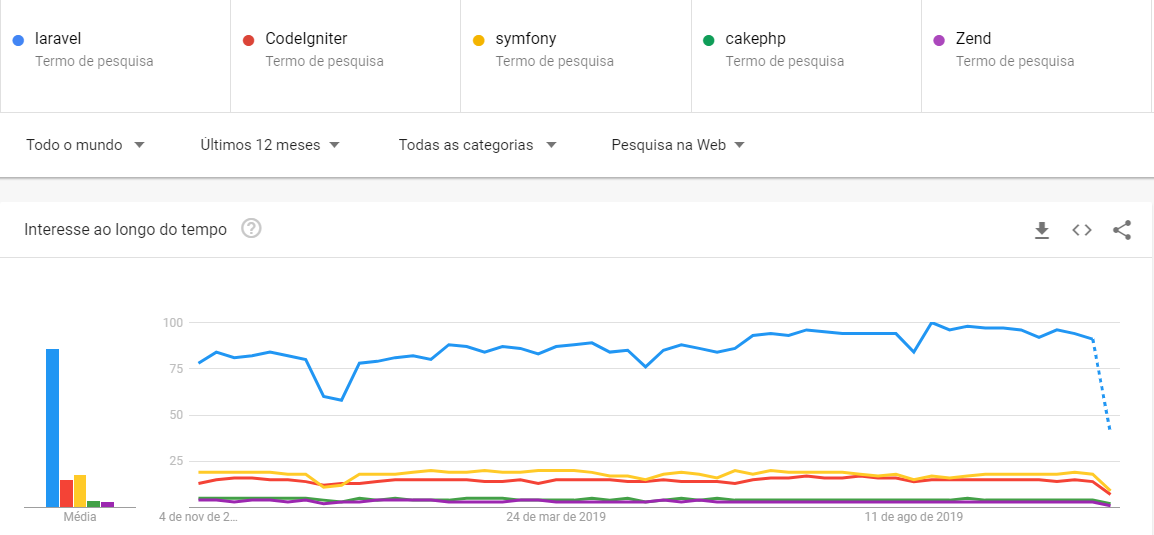 laravel CodeIgniter symfony cakephp Zend
Termo de pesquisa Termo de pesquisa Termo de pesquisa Termo de pesquisa Termo de pesquisa
Todo o mundo Últimos 12 meses Todas as categorias Pesquisa na Web
Interesse ao longo do tempo ?
100
75
50
25
Média 4 de nov de 2… 24 de mar de 2019 11 de ago de 2019